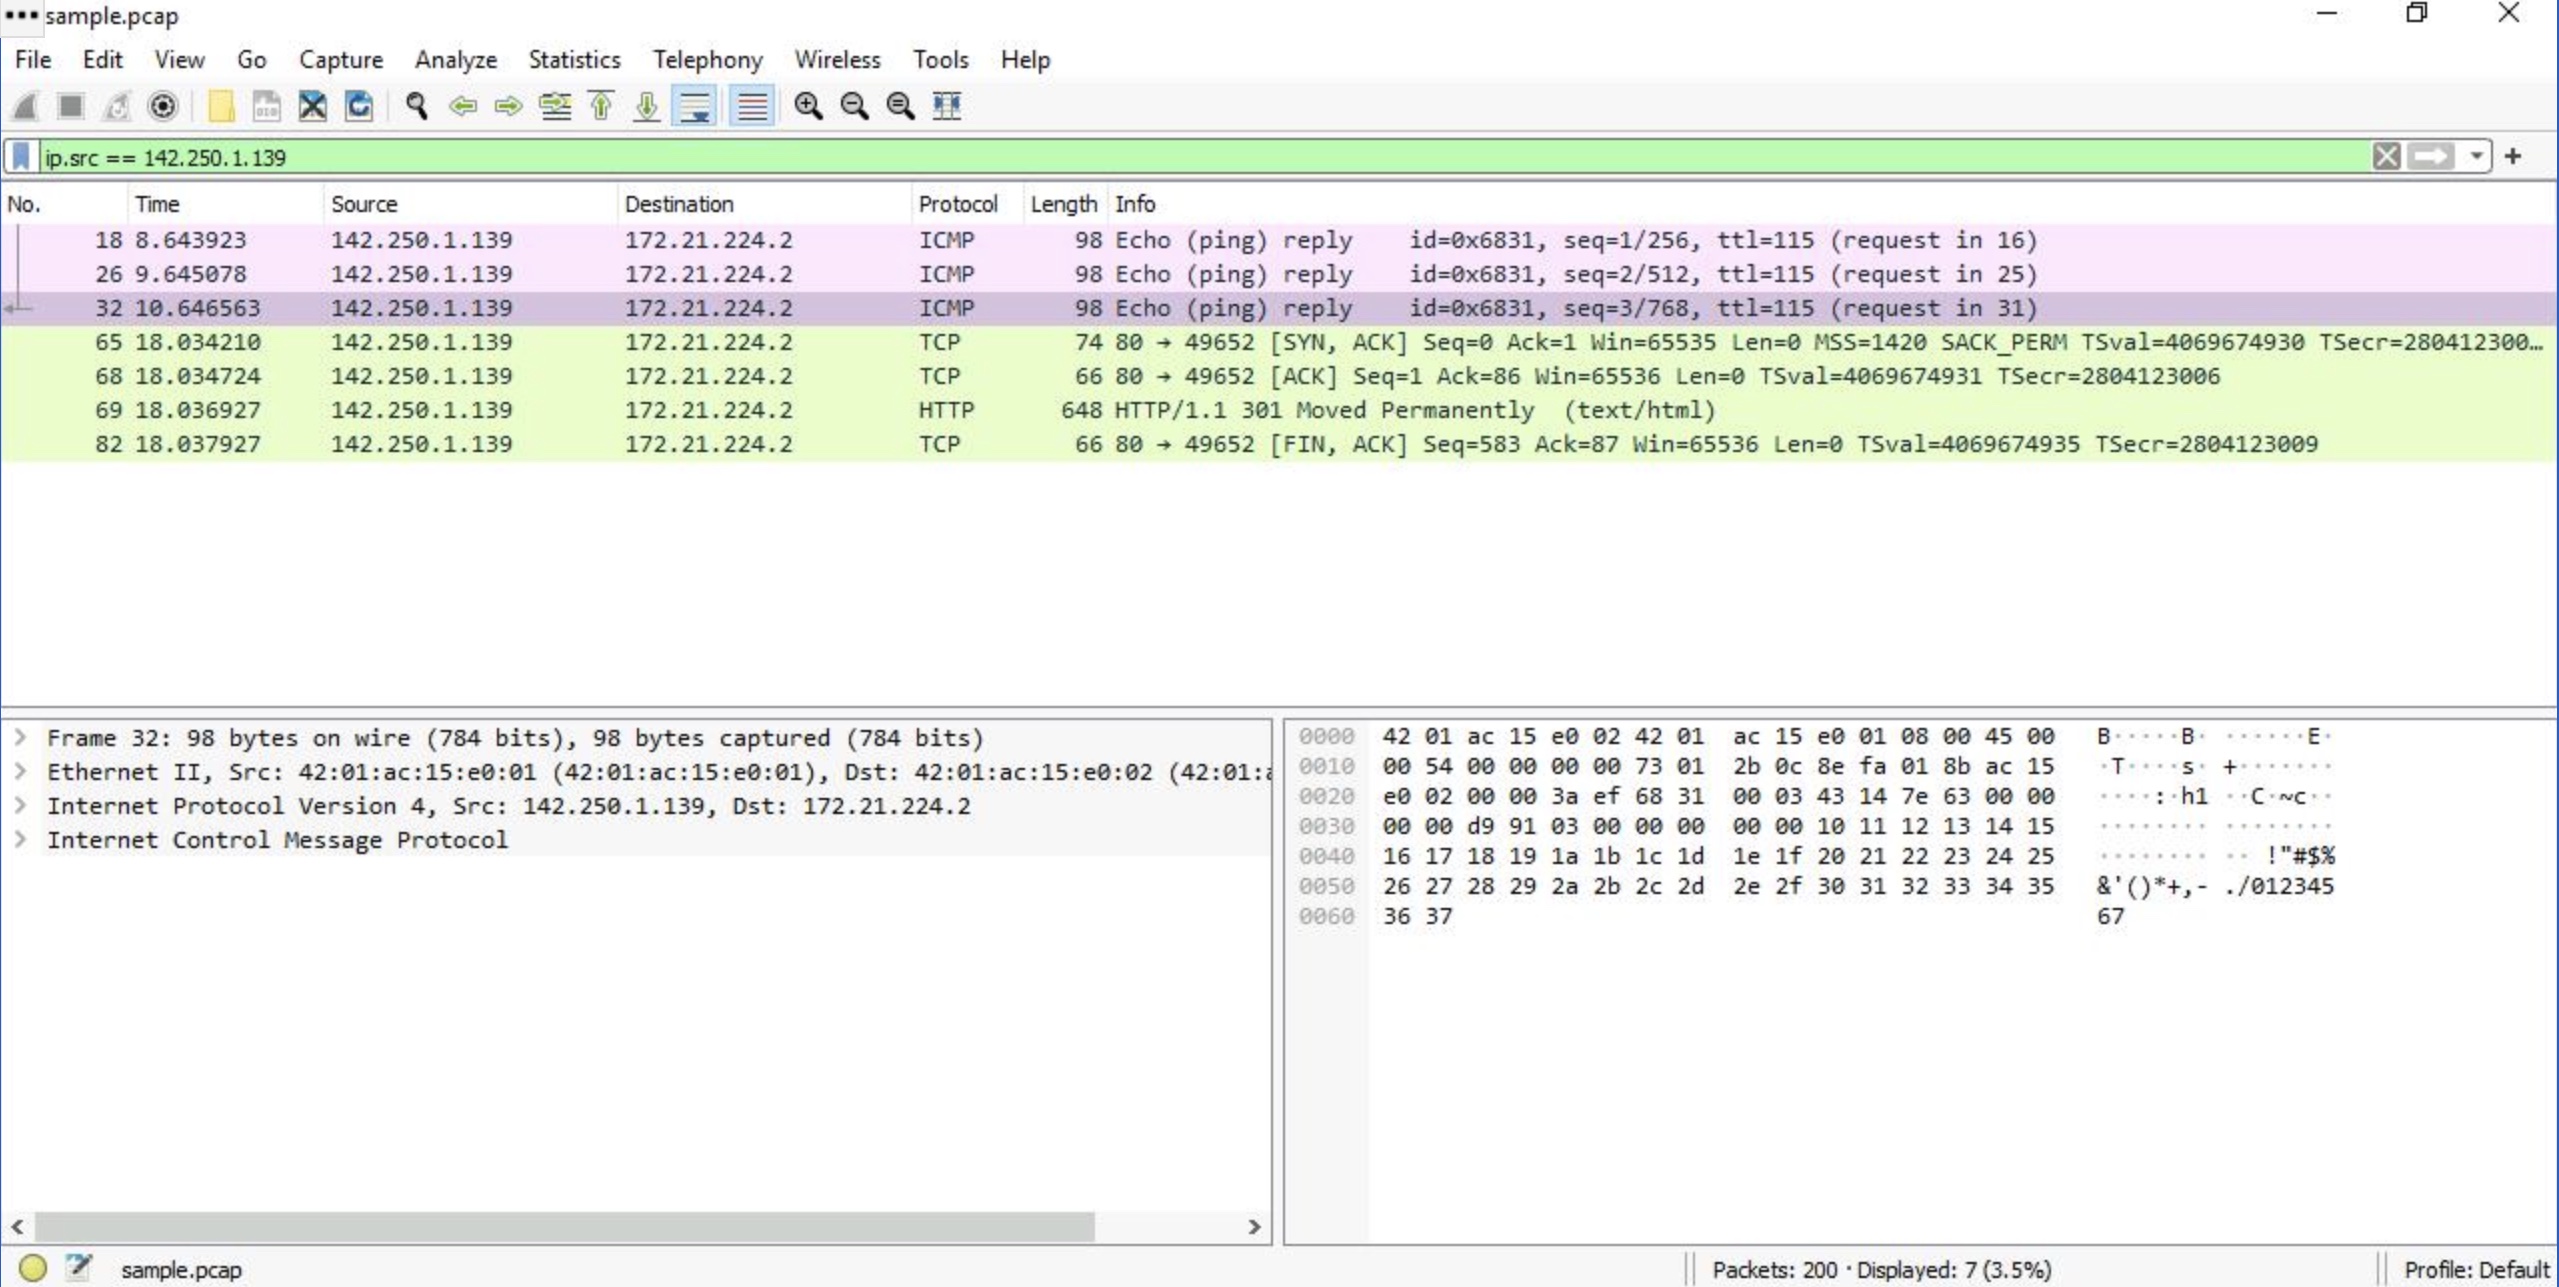 sample.pcap
File Edit View Go Capture Analyze Statistics Telephony Wireless Tools Help
ip.src == 142.250.1.139
No. Time Source Destination Protocol Length Info
18 8.643923 142.250.1.139 172.21.224.2 ICMP 98 Echo (ping) reply id=0x6831, seq=1/256, ttl=115 (request in 16)
26 9.645078 142.250.1.139 172.21.224.2 ICMP 98 Echo (ping) reply id=0x6831, seq=2/512, ttl=115 (request in 25)
32 10.646563 142.250.1.139 172.21.224.2 ICMP 98 Echo (ping) reply id=0x6831, seq=3/768, ttl=115 (request in 31)
65 18.034210 142.250.1.139 172.21.224.2 TCP 74 80 → 49652 [SYN, ACK] Seq=0 Ack=1 Win=65535 Len=0 MSS=1420 SACK_PERM TSval=4069674930 TSecr=280412300…
68 18.034724 142.250.1.139 172.21.224.2 TCP 66 80 → 49652 [ACK] Seq=1 Ack=86 Win=65536 Len=0 TSval=4069674931 TSecr=2804123006
69 18.036927 142.250.1.139 172.21.224.2 HTTP 648 HTTP/1.1 301 Moved Permanently (text/html)
82 18.037927 142.250.1.139 172.21.224.2 TCP 66 80 → 49652 [FIN, ACK] Seq=583 Ack=87 Win=65536 Len=0 TSval=4069674935 TSecr=2804123009
Frame 32: 98 bytes on wire (784 bits), 98 bytes captured (784 bits)
Ethernet II, Src: 42:01:ac:15:e0:01 (42:01:ac:15:e0:01), Dst: 42:01:ac:15:e0:02 (42:01:a
Internet Protocol Version 4, Src: 142.250.1.139, Dst: 172.21.224.2
Internet Control Message Protocol
0000 42 01 ac 15 e0 02 42 01 ac 15 e0 01 08 00 45 00 B·····B· ······E·
0010 00 54 00 00 00 00 73 01 2b 0c 8e fa 01 8b ac 15 ·T····s· +·······
0020 e0 02 00 00 3a ef 68 31 00 03 43 14 7e 63 00 00 ····:·h1 ··C·~c··
0030 00 00 d9 91 03 00 00 00 00 00 10 11 12 13 14 15 ········ ········
0040 16 17 18 19 1a 1b 1c 1d 1e 1f 20 21 22 23 24 25 ········ ·· !"#$%
0050 26 27 28 29 2a 2b 2c 2d 2e 2f 30 31 32 33 34 35 &'()*+,- ./012345
0060 36 37 67
sample.pcap Packets: 200 · Displayed: 7 (3.5%) Profile: Default